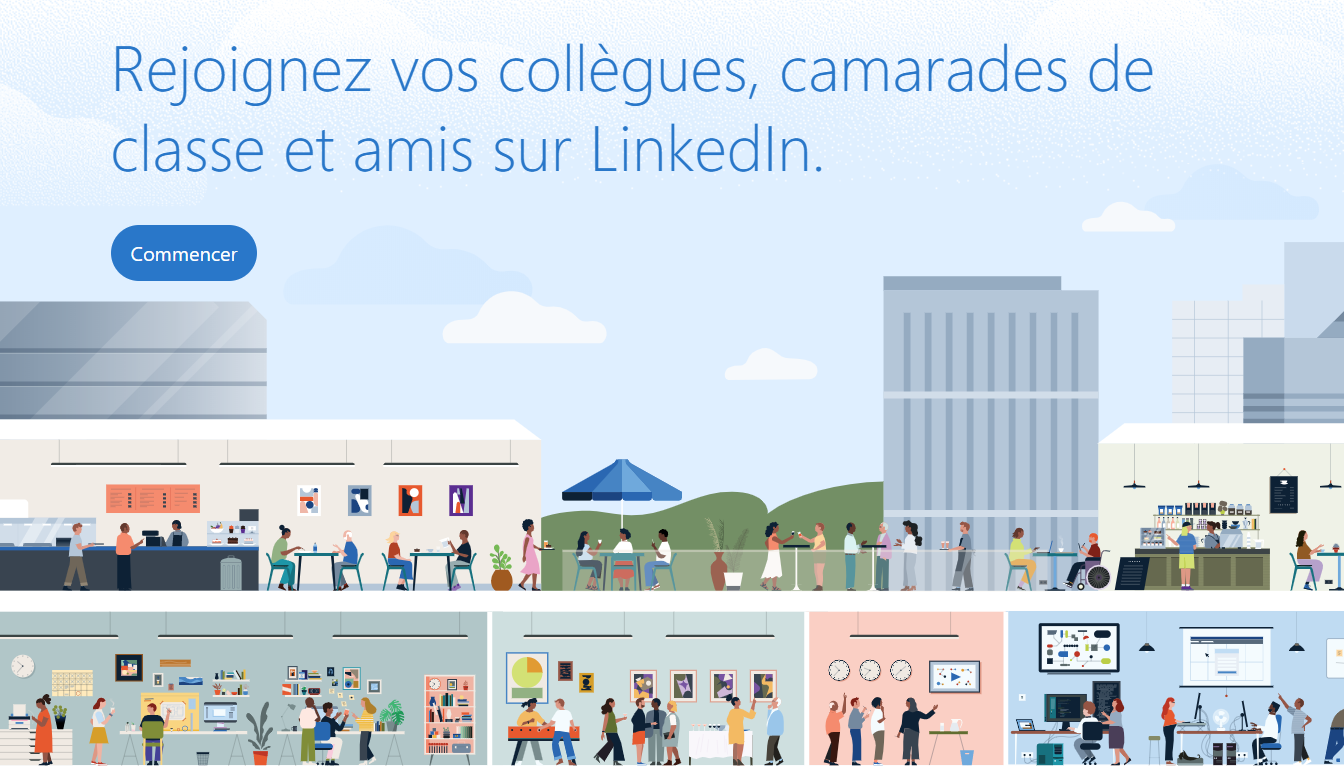 Rejoignez vos collègues, camarades de
classe et amis sur LinkedIn.
Commencer